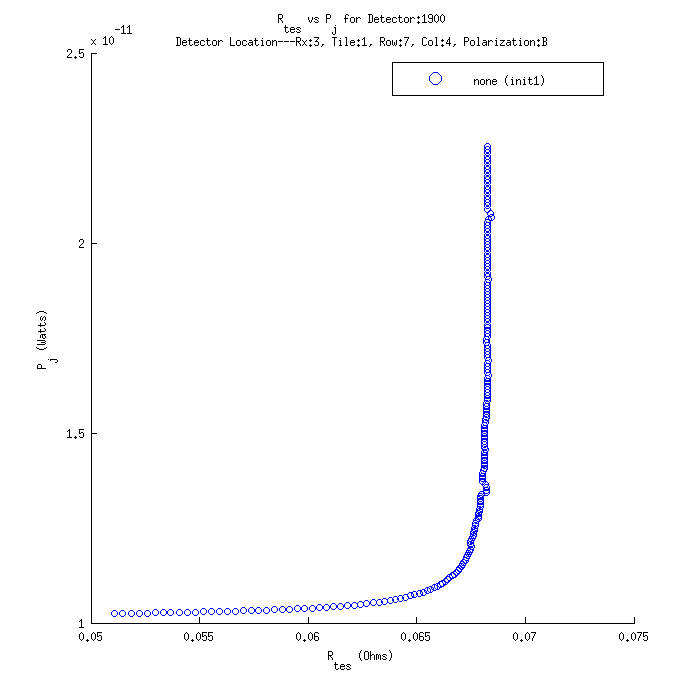 R_tes vs P_j for Detector:1900
Detector Location---Rx:3, Tile:1, Row:7, Col:4, Polarization:B
x 10^-11
none (init1)
2.5
2
1.5
1
P_j (Watts)
0.05 0.055 0.06 0.065 0.07 0.075
R_tes (Ohms)